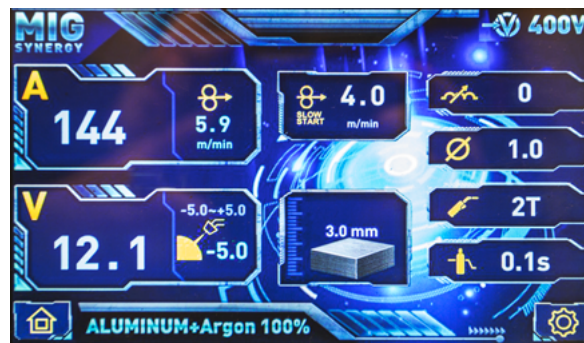 MIG
SYNERGY
400V
A
144
5.9
m/min
SLOW
START
4.0
m/min
0
1.0
V
12.1
-5.0~+5.0
-5.0
3.0 mm
2T
0.1s
ALUMINUM+Argon 100%